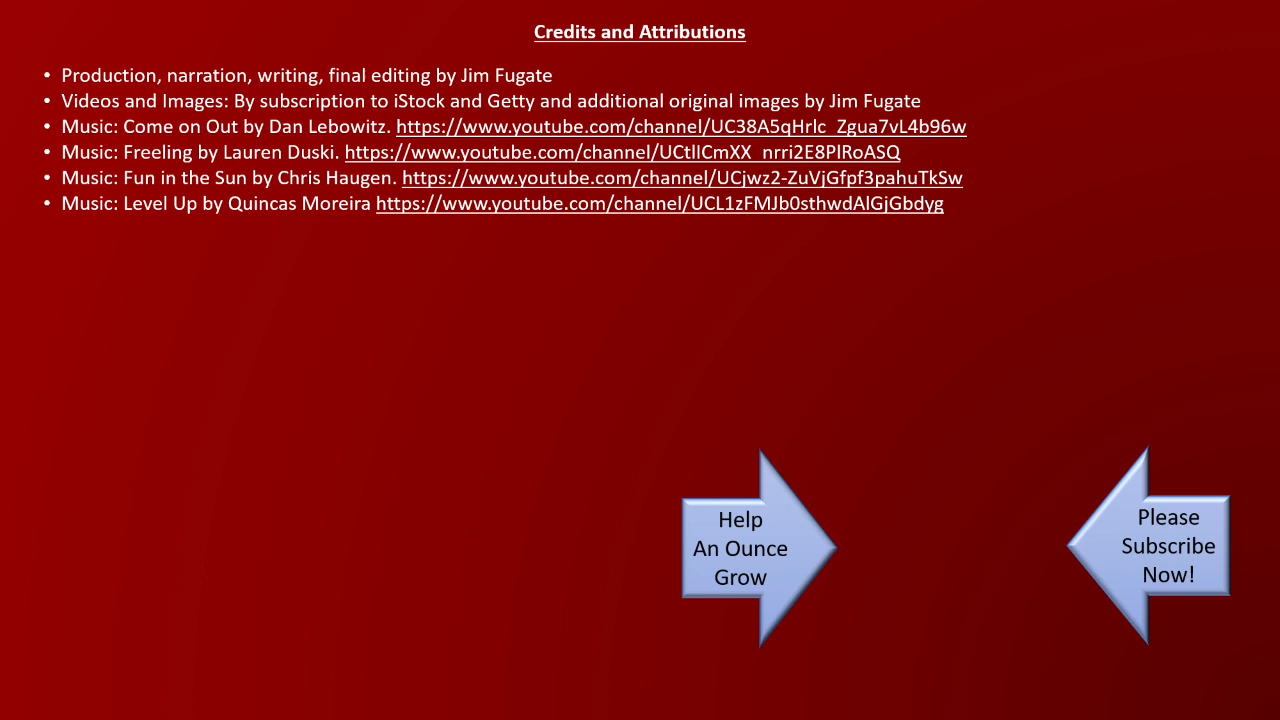 Credits and Attributions
• Production, narration, writing, final editing by Jim Fugate
• Videos and Images: By subscription to iStock and Getty and additional original images by Jim Fugate
• Music: Come on Out by Dan Lebowitz. https://www.youtube.com/channel/UC38A5qHrlc_Zgua7vL4b96w
• Music: Freeling by Lauren Duski. https://www.youtube.com/channel/UCtllCmXX_nrri2E8PlRoASQ
• Music: Fun in the Sun by Chris Haugen. https://www.youtube.com/channel/UCjwz2-ZuVjGfpf3pahuTkSw
• Music: Level Up by Quincas Moreira https://www.youtube.com/channel/UCL1zFMJb0sthwdAlGjGbdyg
Help
An Ounce
Grow
Please
Subscribe
Now!